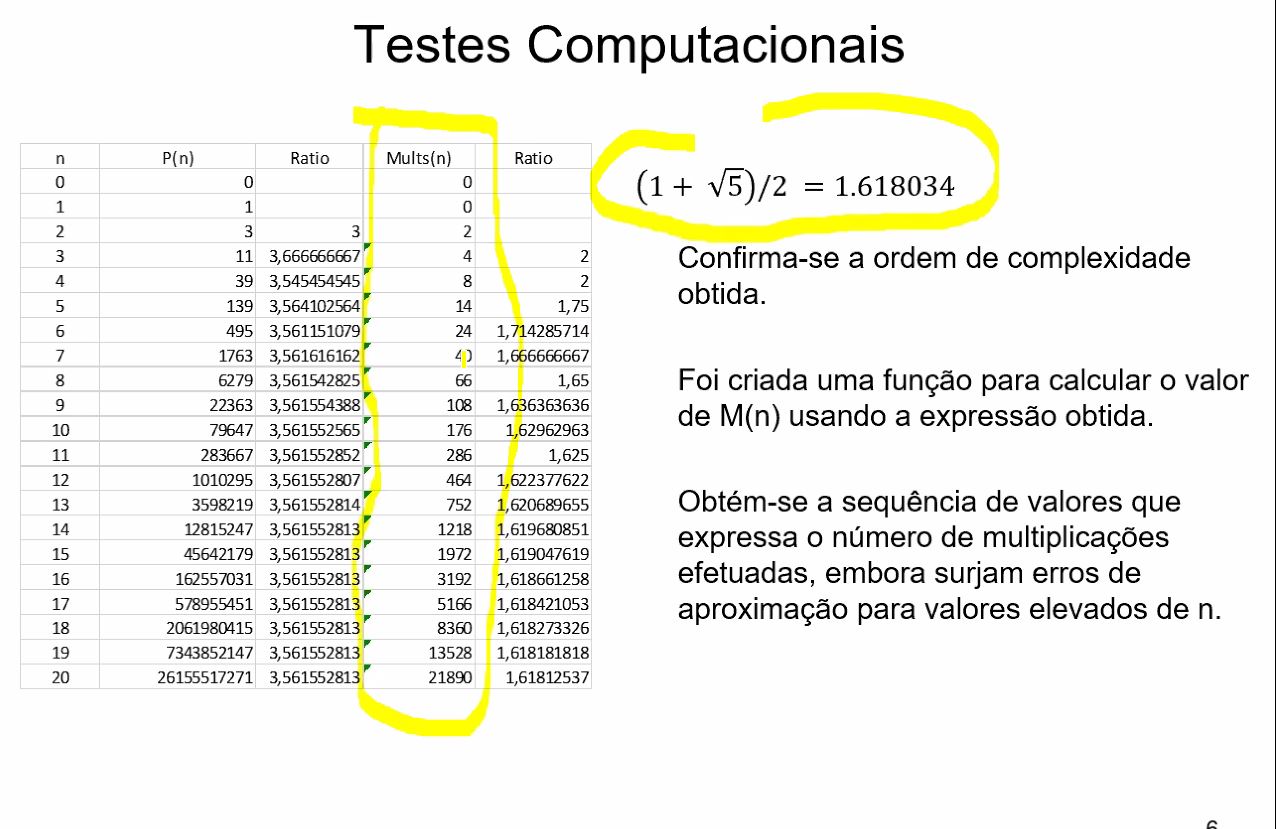 Testes Computacionais
n P(n) Ratio Mults(n) Ratio
0 0 0
1 1 0
2 3 3 2
3 11 3,666666667 4 2
4 39 3,545454545 8 2
5 139 3,564102564 14 1,75
6 495 3,561151079 24 1,714285714
7 1763 3,561616162 40 1,666666667
8 6279 3,561542825 66 1,65
9 22363 3,561554388 108 1,636363636
10 79647 3,561552565 176 1,62962963
11 283667 3,561552852 286 1,625
12 1010295 3,561552807 464 1,622377622
13 3598219 3,561552814 752 1,620689655
14 12815247 3,561552813 1218 1,619680851
15 45642179 3,561552813 1972 1,619047619
16 162557031 3,561552813 3192 1,618661258
17 578955451 3,561552813 5166 1,618421053
18 2061980415 3,561552813 8360 1,618273326
19 7343852147 3,561552813 13528 1,618181818
20 26155517271 3,561552813 21890 1,61812537
(1 + √5)/2 = 1.618034
Confirma-se a ordem de complexidade
obtida.
Foi criada uma função para calcular o valor
de M(n) usando a expressão obtida.
Obtém-se a sequência de valores que
expressa o número de multiplicações
efetuadas, embora surjam erros de
aproximação para valores elevados de n.
6